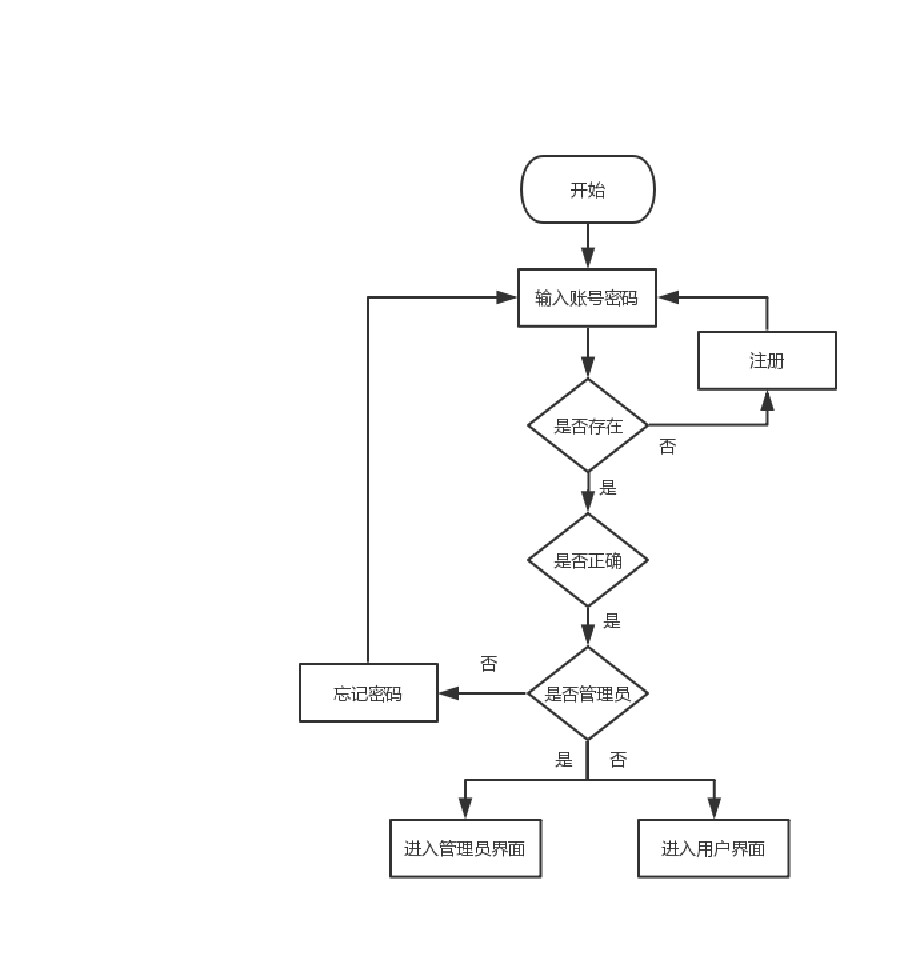 开始
输入账号密码
注册
是否存在
否
是
是否正确
是
否
忘记密码
是否管理员
是
否
进入管理员界面
进入用户界面